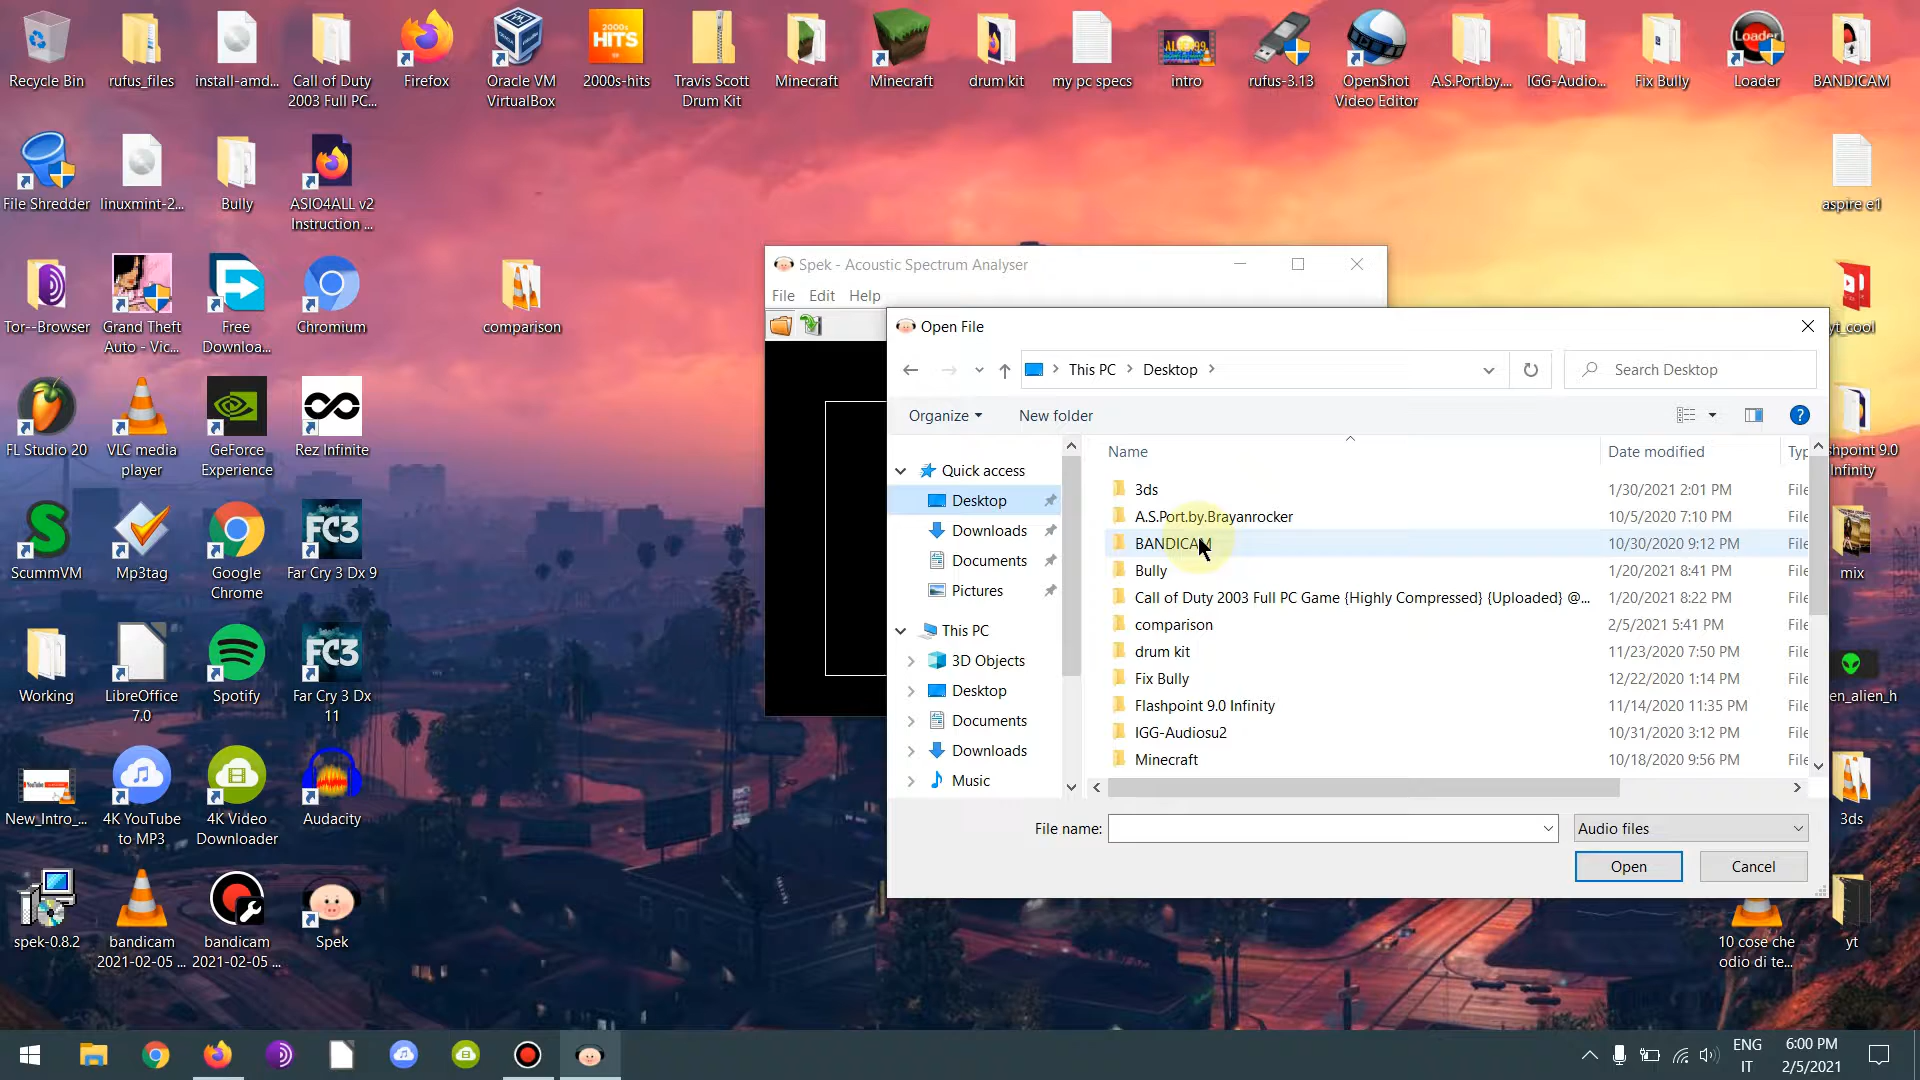 Recycle Bin
rufus_files
install-amd...
Call of Duty
2003 Full PC...
Firefox
Oracle VM
VirtualBox
2000s
HITS
2000s-hits
Travis Scott
Drum Kit
Minecraft
Minecraft
drum kit
my pc specs
intro
rufus-3.13
OpenShot
Video Editor
A.S.Port.by....
IGG-Audio...
Fix Bully
Loader
Loader
BANDICAM
File Shredder
linuxmint-2...
Bully
ASIO4ALL v2
Instruction ...
aspire e1
Tor--Browser
Grand Theft
Auto - Vic...
Free
Downloa...
Chromium
comparison
yt_cool
FL Studio 20
VLC media
player
GeForce
Experience
Rez Infinite
hpoint 9.0
Infinity
ScummVM
Mp3tag
Google
Chrome
FC3
Far Cry 3 Dx 9
mix
Working
LibreOffice
7.0
Spotify
FC3
Far Cry 3 Dx
11
en_alien_h
New_Intro_...
4K YouTube
to MP3
4K Video
Downloader
Audacity
3ds
spek-0.8.2
bandicam
2021-02-05 ...
bandicam
2021-02-05 ...
Spek
10 cose che
odio di te...
yt
Spek - Acoustic Spectrum Analyser
File Edit Help
Open File
This PC Desktop
Search Desktop
Organize New folder
Name Date modified Typ
Quick access
Desktop
Downloads
Documents
Pictures
This PC
3D Objects
Desktop
Documents
Downloads
Music
3ds 1/30/2021 2:01 PM File
A.S.Port.by.Brayanrocker 10/5/2020 7:10 PM File
BANDICAM 10/30/2020 9:12 PM File
Bully 1/20/2021 8:41 PM File
Call of Duty 2003 Full PC Game {Highly Compressed} {Uploaded} @... 1/20/2021 8:22 PM File
comparison 2/5/2021 5:41 PM File
drum kit 11/23/2020 7:50 PM File
Fix Bully 12/22/2020 1:14 PM File
Flashpoint 9.0 Infinity 11/14/2020 11:35 PM File
IGG-Audiosu2 10/31/2020 3:12 PM File
Minecraft 10/18/2020 9:56 PM File
File name:
Audio files
Open Cancel
ENG
IT
6:00 PM
2/5/2021